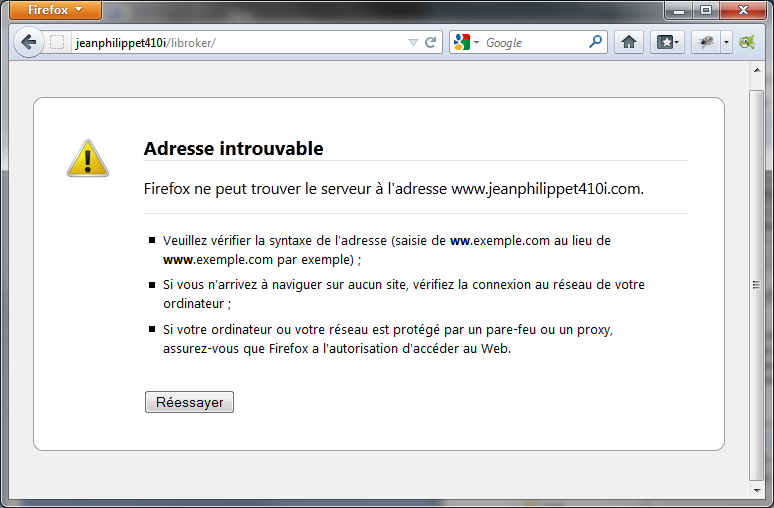 Firefox
jeanphilippet410i/libroker/
Google
Adresse introuvable
Firefox ne peut trouver le serveur à l'adresse www.jeanphilippet410i.com.
Veuillez vérifier la syntaxe de l'adresse (saisie de ww.exemple.com au lieu de
www.exemple.com par exemple) ;
Si vous n'arrivez à naviguer sur aucun site, vérifiez la connexion au réseau de votre
ordinateur ;
Si votre ordinateur ou votre réseau est protégé par un pare-feu ou un proxy,
assurez-vous que Firefox a l'autorisation d'accéder au Web.
Réessayer